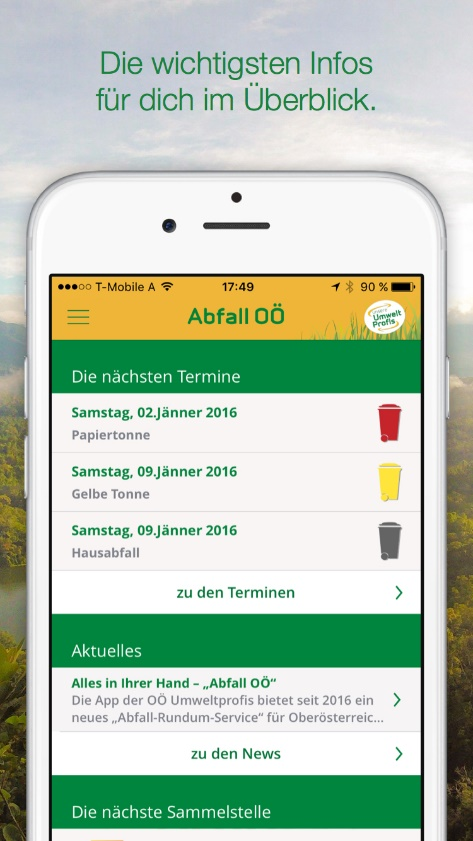 Die wichtigsten Infos
für dich im Überblick.
T-Mobile A 17:49 90 %
Abfall OÖ
Umwelt
Profis
Die nächsten Termine
Samstag, 02.Jänner 2016
Papiertonne
Samstag, 09.Jänner 2016
Gelbe Tonne
Samstag, 09.Jänner 2016
Hausabfall
zu den Terminen
Aktuelles
Alles in Ihrer Hand – „Abfall OÖ“
Die App der OÖ Umweltprofis bietet seit 2016 ein
neues „Abfall-Rundum-Service“ für Oberösterreic...
zu den News
Die nächste Sammelstelle